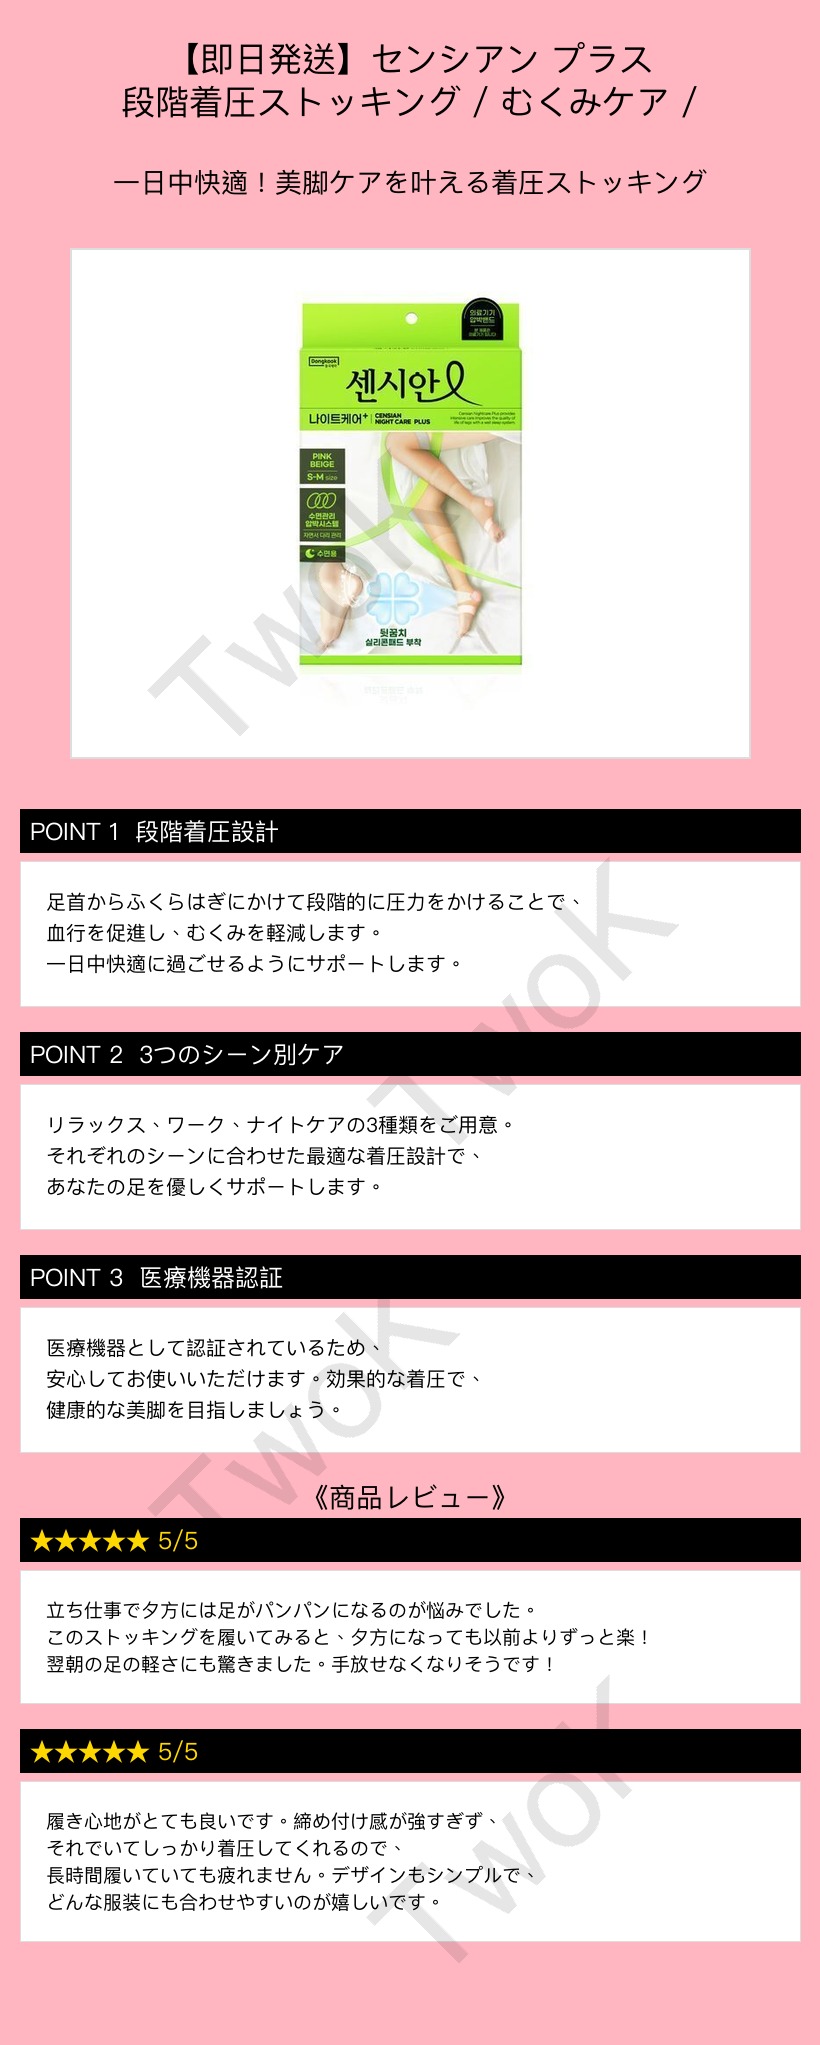 【即日発送】センシアン プラス
段階着圧ストッキング / むくみケア /
一日中快適！美脚ケアを叶える着圧ストッキング
의료기기
압박밴드
Dongkook
센시안
나이트케어+ CENSIAN
NIGHT CARE PLUS
Censian Nightcare Plus provides
intensive care improves the quality of
life of legs with a well sleep system.
PINK
BEIGE
S-M size
수면관리
압박시스템
자면서 다리 관리
수면용
뒷꿈치
실리콘패드 부착
TwoK
POINT 1 段階着圧設計
足首からふくらはぎにかけて段階的に圧力をかけることで、
血行を促進し、むくみを軽減します。
一日中快適に過ごせるようにサポートします。
TwoK
POINT 2 3つのシーン別ケア
リラックス、ワーク、ナイトケアの3種類をご用意。
それぞれのシーンに合わせた最適な着圧設計で、
あなたの足を優しくサポートします。
POINT 3 医療機器認証
医療機器として認証されているため、
安心してお使いいただけます。効果的な着圧で、
健康的な美脚を目指しましょう。
TwoK
《商品レビュー》
★★★★★ 5/5
立ち仕事で夕方には足がパンパンになるのが悩みでした。
このストッキングを履いてみると、夕方になっても以前よりずっと楽！
翌朝の足の軽さにも驚きました。手放せなくなりそうです！
★★★★★ 5/5
履き心地がとても良いです。締め付け感が強すぎず、
それでいてしっかり着圧してくれるので、
長時間履いていても疲れません。デザインもシンプルで、
どんな服装にも合わせやすいのが嬉しいです。
TwoK